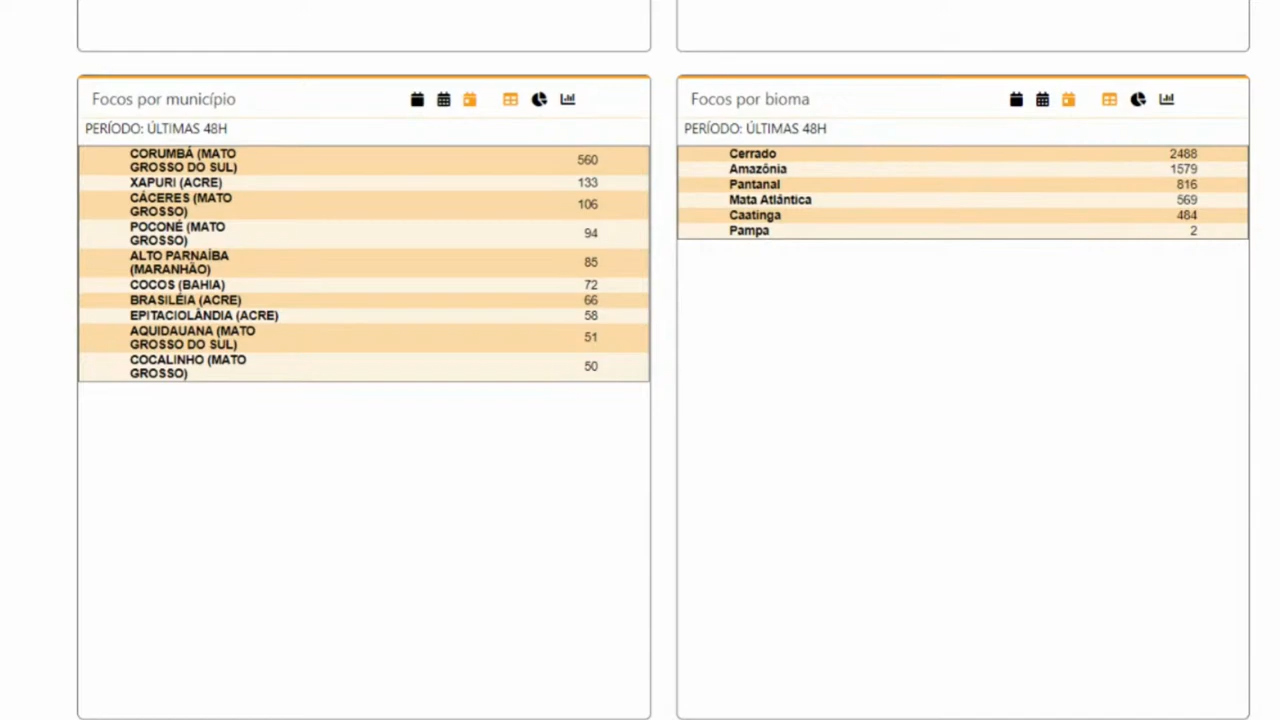 Focos por município
PERÍODO: ÚLTIMAS 48H
CORUMBÁ (MATO
GROSSO DO SUL) 560
XAPURI (ACRE) 133
CÁCERES (MATO
GROSSO) 106
POCONÉ (MATO
GROSSO) 94
ALTO PARNAÍBA
(MARANHÃO) 85
COCOS (BAHIA) 72
BRASILÉIA (ACRE) 66
EPITACIOLÂNDIA (ACRE) 58
AQUIDAUANA (MATO
GROSSO DO SUL) 51
COCALINHO (MATO
GROSSO) 50
Focos por bioma
PERÍODO: ÚLTIMAS 48H
Cerrado 2488
Amazônia 1579
Pantanal 816
Mata Atlântica 569
Caatinga 484
Pampa 2